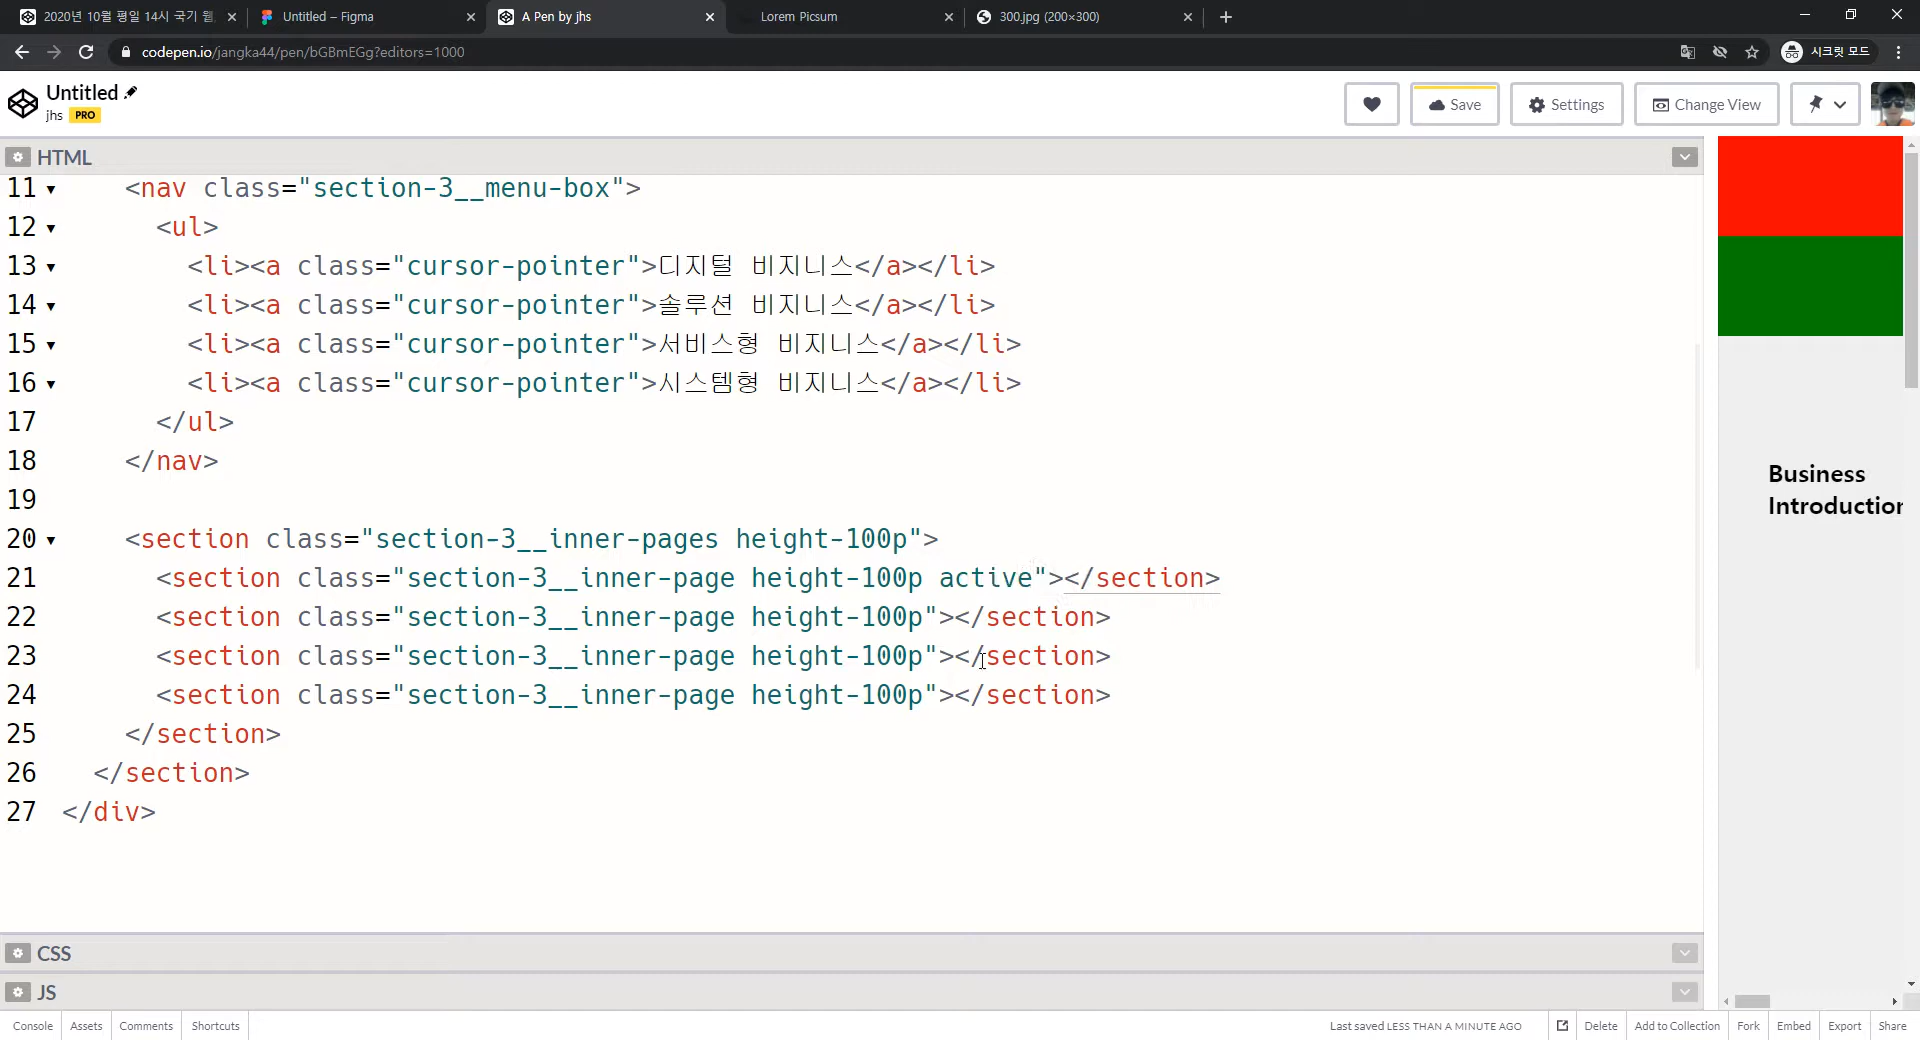 2020년 10월 평일 14시 국기 웹
Untitled – Figma
A Pen by jhs
Lorem Picsum
300.jpg (200×300)
codepen.io/jangka44/pen/bGBmEGg?editors=1000
시크릿 모드
Untitled
jhs PRO
Save
Settings
Change View
HTML
11 <nav class="section-3__menu-box">
12 <ul>
13 <li><a class="cursor-pointer">디지털 비지니스</a></li>
14 <li><a class="cursor-pointer">솔루션 비지니스</a></li>
15 <li><a class="cursor-pointer">서비스형 비지니스</a></li>
16 <li><a class="cursor-pointer">시스템형 비지니스</a></li>
17 </ul>
18 </nav>
19
20 <section class="section-3__inner-pages height-100p">
21 <section class="section-3__inner-page height-100p active"></section>
22 <section class="section-3__inner-page height-100p"></section>
23 <section class="section-3__inner-page height-100p"></section>
24 <section class="section-3__inner-page height-100p"></section>
25 </section>
26 </section>
27 </div>
Business
Introduction
CSS
JS
Console Assets Comments Shortcuts Last saved LESS THAN A MINUTE AGO Delete Add to Collection Fork Embed Export Share